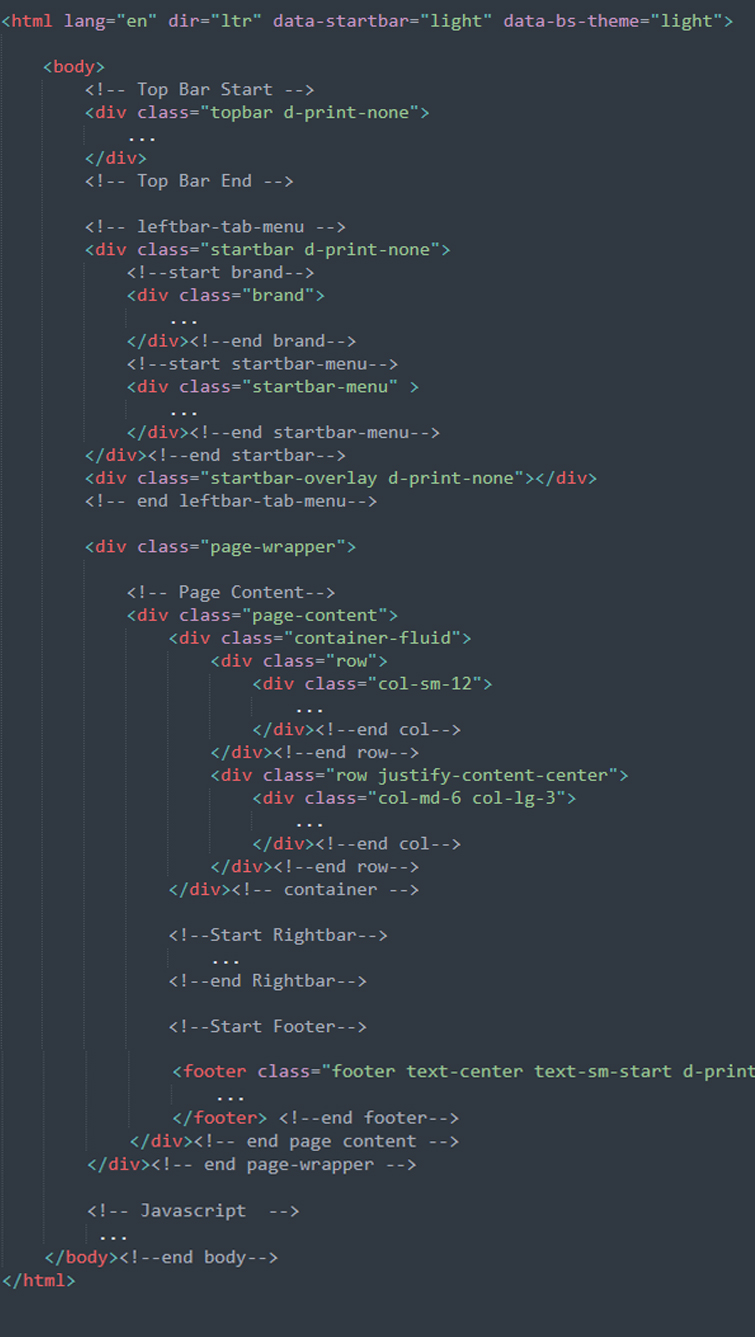 <html lang="en" dir="ltr" data-startbar="light" data-bs-theme="light">
<body>
<!-- Top Bar Start -->
<div class="topbar d-print-none">
...
</div>
<!-- Top Bar End -->
<!-- leftbar-tab-menu -->
<div class="startbar d-print-none">
<!--start brand-->
<div class="brand">
...
</div><!--end brand-->
<!--start startbar-menu-->
<div class="startbar-menu" >
...
</div><!--end startbar-menu-->
</div><!--end startbar-->
<div class="startbar-overlay d-print-none"></div>
<!-- end leftbar-tab-menu-->
<div class="page-wrapper">
<!-- Page Content-->
<div class="page-content">
<div class="container-fluid">
<div class="row">
<div class="col-sm-12">
...
</div><!--end col-->
</div><!--end row-->
<div class="row justify-content-center">
<div class="col-md-6 col-lg-3">
...
</div><!--end col-->
</div><!--end row-->
</div><!-- container -->
<!--Start Rightbar-->
...
<!--end Rightbar-->
<!--Start Footer-->
<footer class="footer text-center text-sm-start d-print
...
</footer> <!--end footer-->
</div><!-- end page content -->
</div><!-- end page-wrapper -->
<!-- Javascript  -->
...
</body><!--end body-->
</html>